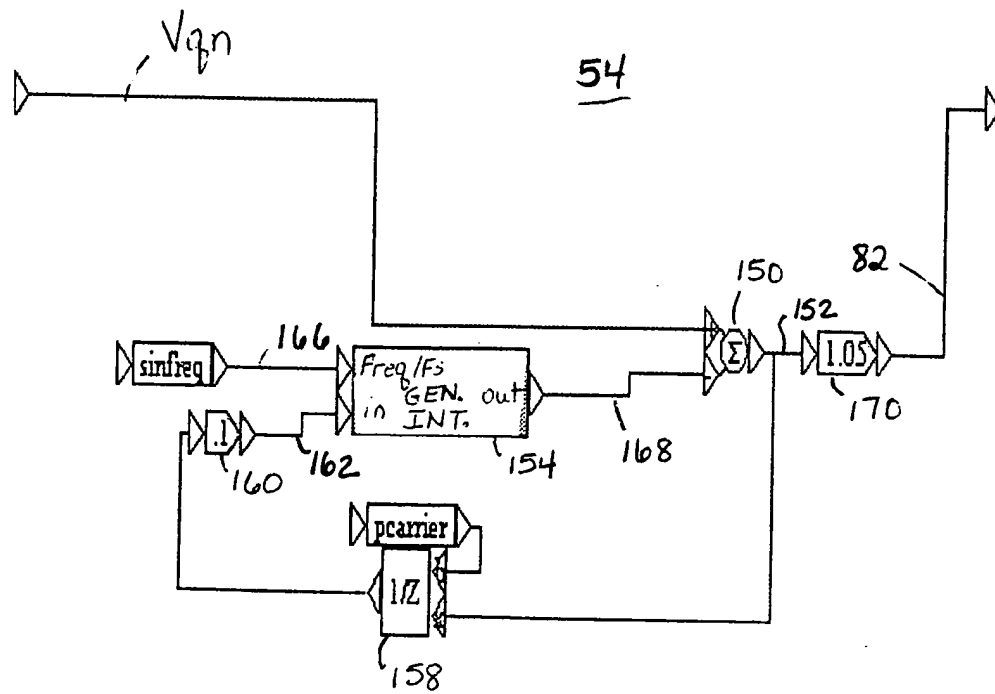 Vqn
54
150
82
152
sinfreq
166
Freq/Fs
GEN. out
in INT.
Σ
1.05
170
.1
160
162
154
168
pcarrier
1/Z
158